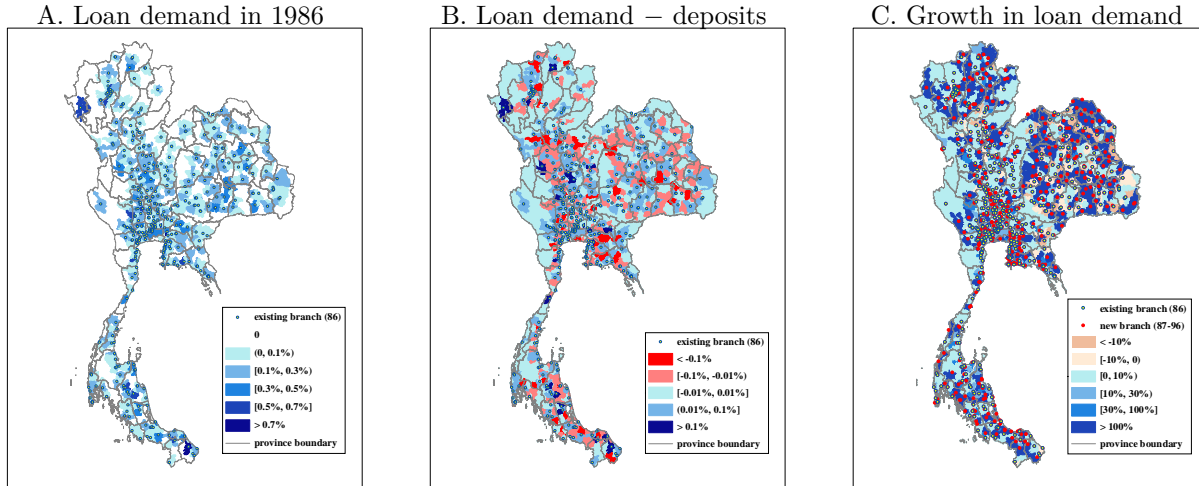 A. Loan demand in 1986
existing branch (86)
0
(0, 0.1%)
[0.1%, 0.3%)
[0.3%, 0.5%)
[0.5%, 0.7%]
> 0.7%
province boundary
B. Loan demand − deposits
existing branch (86)
< -0.1%
[-0.1%, -0.01%)
[-0.01%, 0.01%]
(0.01%, 0.1%]
> 0.1%
province boundary
C. Growth in loan demand
existing branch (86)
new branch (87-96)
< -10%
[-10%, 0)
[0, 10%)
[10%, 30%)
[30%, 100%]
> 100%
province boundary